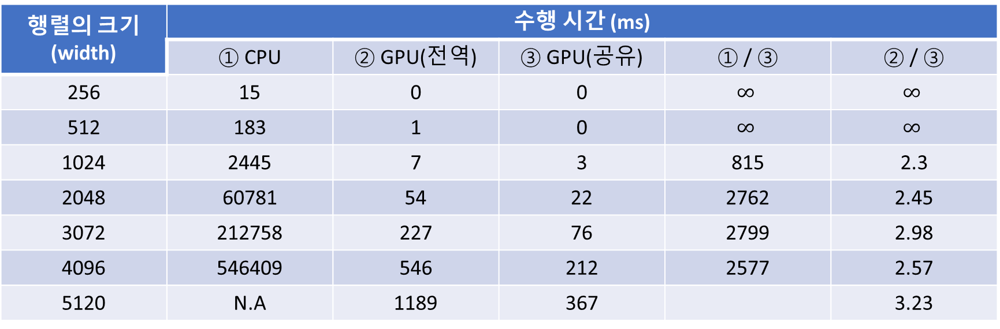 행렬의 크기
(width)
수행 시간 (ms)
① CPU ② GPU(전역) ③ GPU(공유) ① / ③ ② / ③
256 15 0 0 ∞ ∞
512 183 1 0 ∞ ∞
1024 2445 7 3 815 2.3
2048 60781 54 22 2762 2.45
3072 212758 227 76 2799 2.98
4096 546409 546 212 2577 2.57
5120 N.A 1189 367 3.23